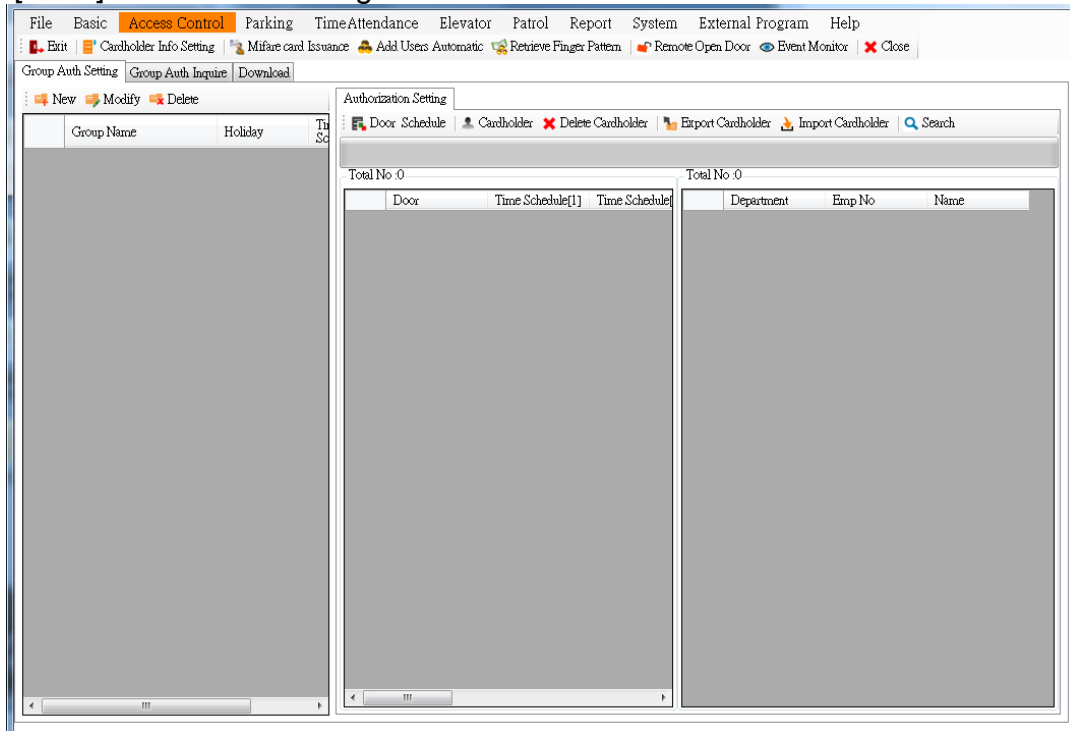 File Basic Access Control Parking TimeAttendance Elevator Patrol Report System External Program Help
Exit Cardholder Info Setting Mifare card Issuance Add Users Automatic Retrieve Finger Pattern Remote Open Door Event Monitor Close
Group Auth Setting Group Auth Inquire Download
New Modify Delete
Group Name Holiday
Authorization Setting
Door Schedule Cardholder Delete Cardholder Export Cardholder Import Cardholder Search
Total No :0
Door Time Schedule[1] Time Schedule[
Total No :0
Department Emp No Name